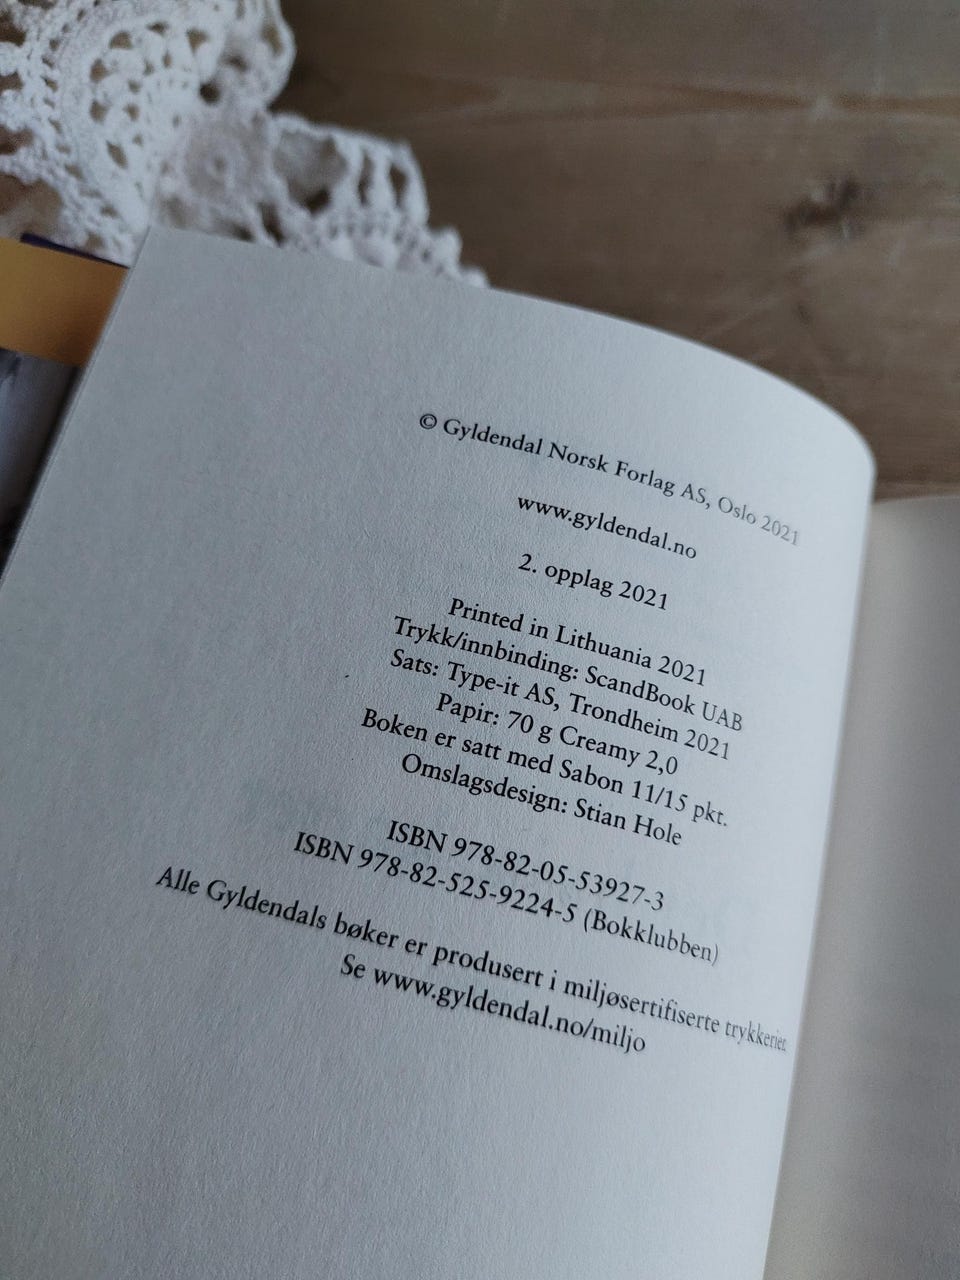 © Gyldendal Norsk Forlag AS, Oslo 2021
www.gyldendal.no
2. opplag 2021
Printed in Lithuania 2021
Trykk/innbinding: ScandBook UAB
Sats: Type-it AS, Trondheim 2021
Papir: 70 g Creamy 2,0
Boken er satt med Sabon 11/15 pkt.
Omslagsdesign: Stian Hole
ISBN 978-82-05-53927-3
ISBN 978-82-525-9224-5 (Bokklubben)
Alle Gyldendals bøker er produsert i miljøsertifiserte trykkerier.
Se www.gyldendal.no/miljo